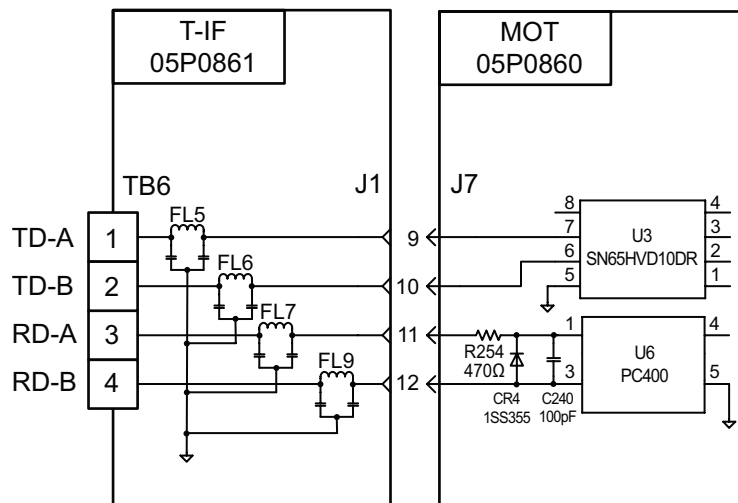 T-IF
05P0861
MOT
05P0860
TB6
J1
J7
FL5
FL6
FL7
FL9
TD-A 1
TD-B 2
RD-A 3
RD-B 4
9
10
11
12
8
7
6
5
U3
SN65HVD10DR
4
3
2
1
R254
470Ω
CR4
1SS355
C240
100pF
1
3
U6
PC400
4
5